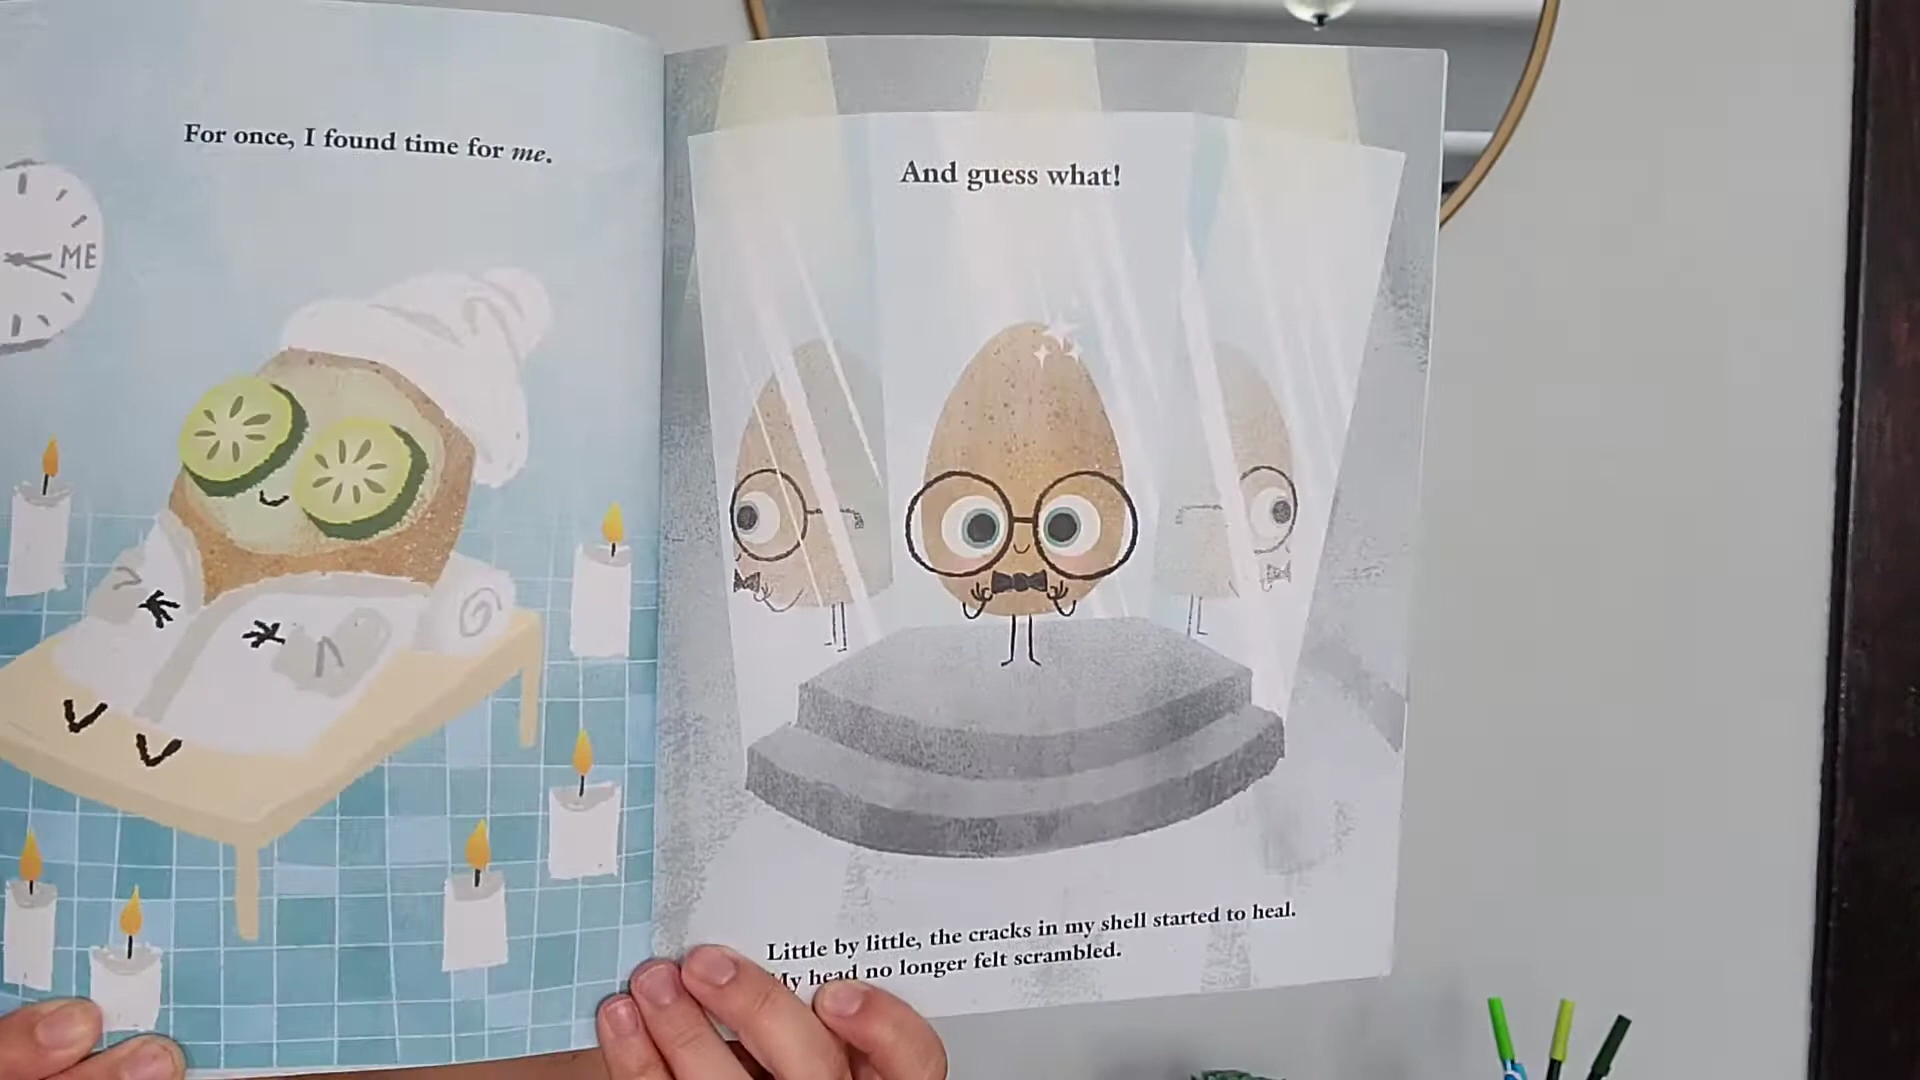 For once, I found time for me.
ME
And guess what!
Little by little, the cracks in my shell started to heal.
My head no longer felt scrambled.